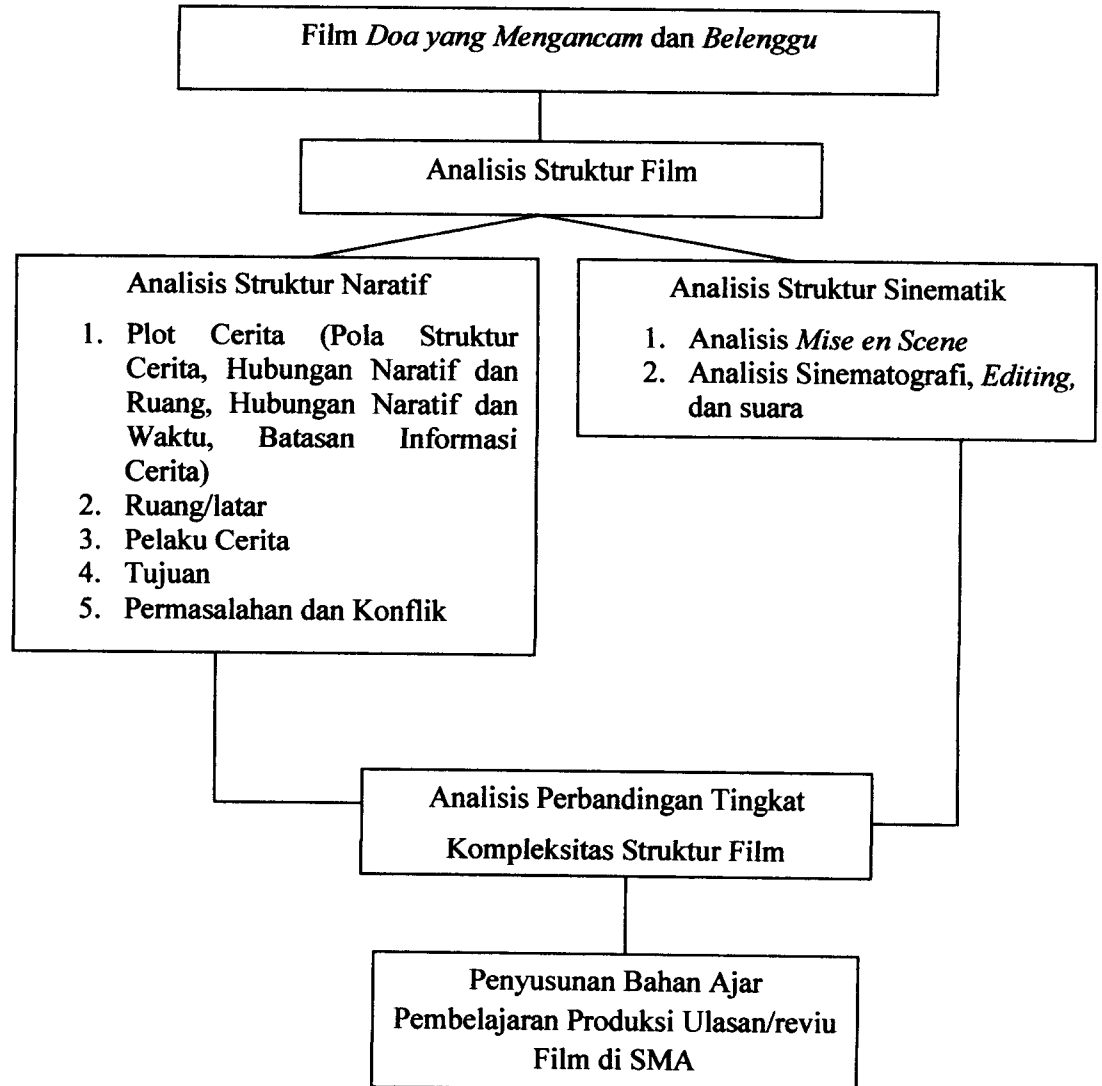 Film Doa yang Mengancam dan Belenggu
Analisis Struktur Film
Analisis Struktur Naratif
1. Plot Cerita (Pola Struktur
Cerita, Hubungan Naratif dan
Ruang, Hubungan Naratif dan
Waktu, Batasan Informasi
Cerita)
2. Ruang/latar
3. Pelaku Cerita
4. Tujuan
5. Permasalahan dan Konflik
Analisis Struktur Sinematik
1. Analisis Mise en Scene
2. Analisis Sinematografi, Editing,
dan suara
Analisis Perbandingan Tingkat
Kompleksitas Struktur Film
Penyusunan Bahan Ajar
Pembelajaran Produksi Ulasan/reviu
Film di SMA